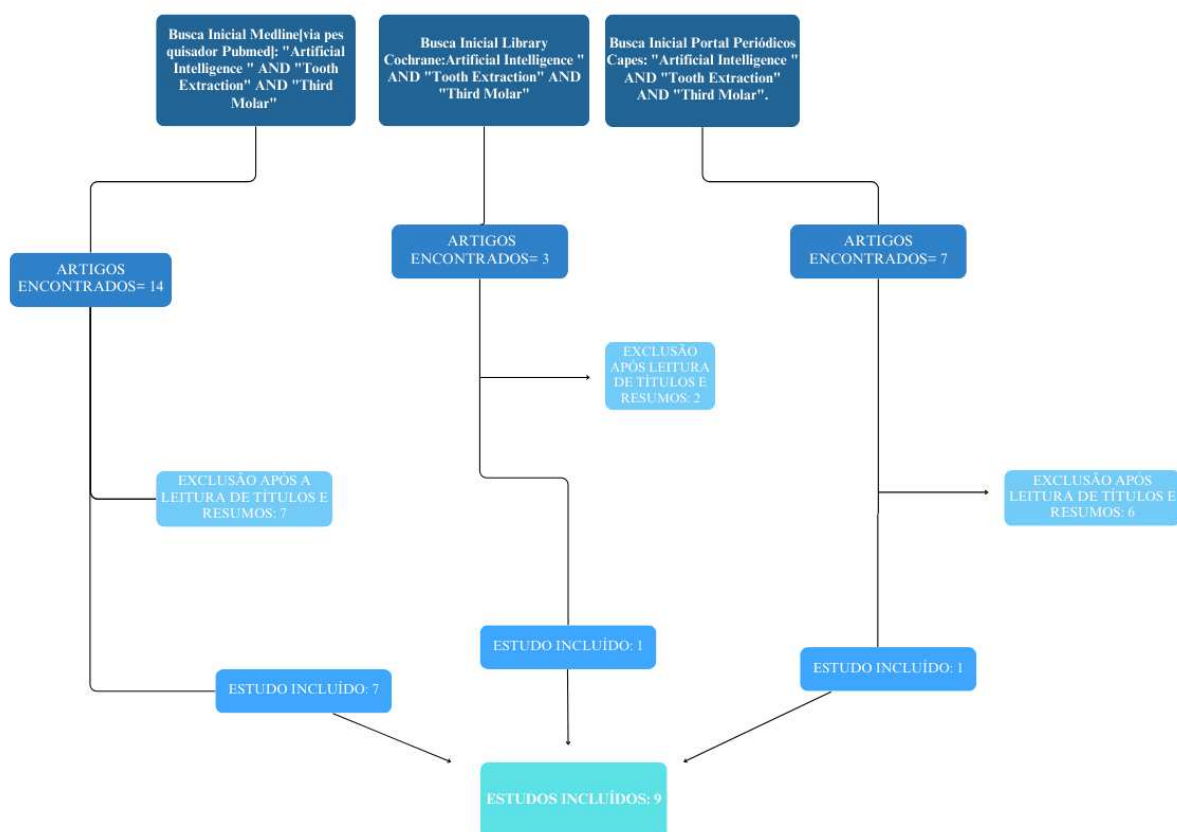 Busca Inicial Medline[via pes
quisador Pubmed]: "Artificial
Intelligence " AND "Tooth
Extraction" AND "Third
Molar"
Busca Inicial Library
Cochrane:Artificial Intelligence "
AND "Tooth Extraction" AND
"Third Molar"
Busca Inicial Portal Periódicos
Capes: "Artificial Intelligence "
AND "Tooth Extraction"
AND "Third Molar".
ARTIGOS
ENCONTRADOS= 14
ARTIGOS
ENCONTRADOS= 3
ARTIGOS
ENCONTRADOS= 7
EXCLUSÃO
APÓS LEITURA
DE TÍTULOS E
RESUMOS: 2
EXCLUSÃO APÓS A
LEITURA DE TÍTULOS E
RESUMOS: 7
EXCLUSÃO APÓS
LEITURA DE TÍTULOS E
RESUMOS: 6
ESTUDO INCLUÍDO: 7
ESTUDO INCLUÍDO: 1
ESTUDO INCLUÍDO: 1
ESTUDOS INCLUÍDOS: 9